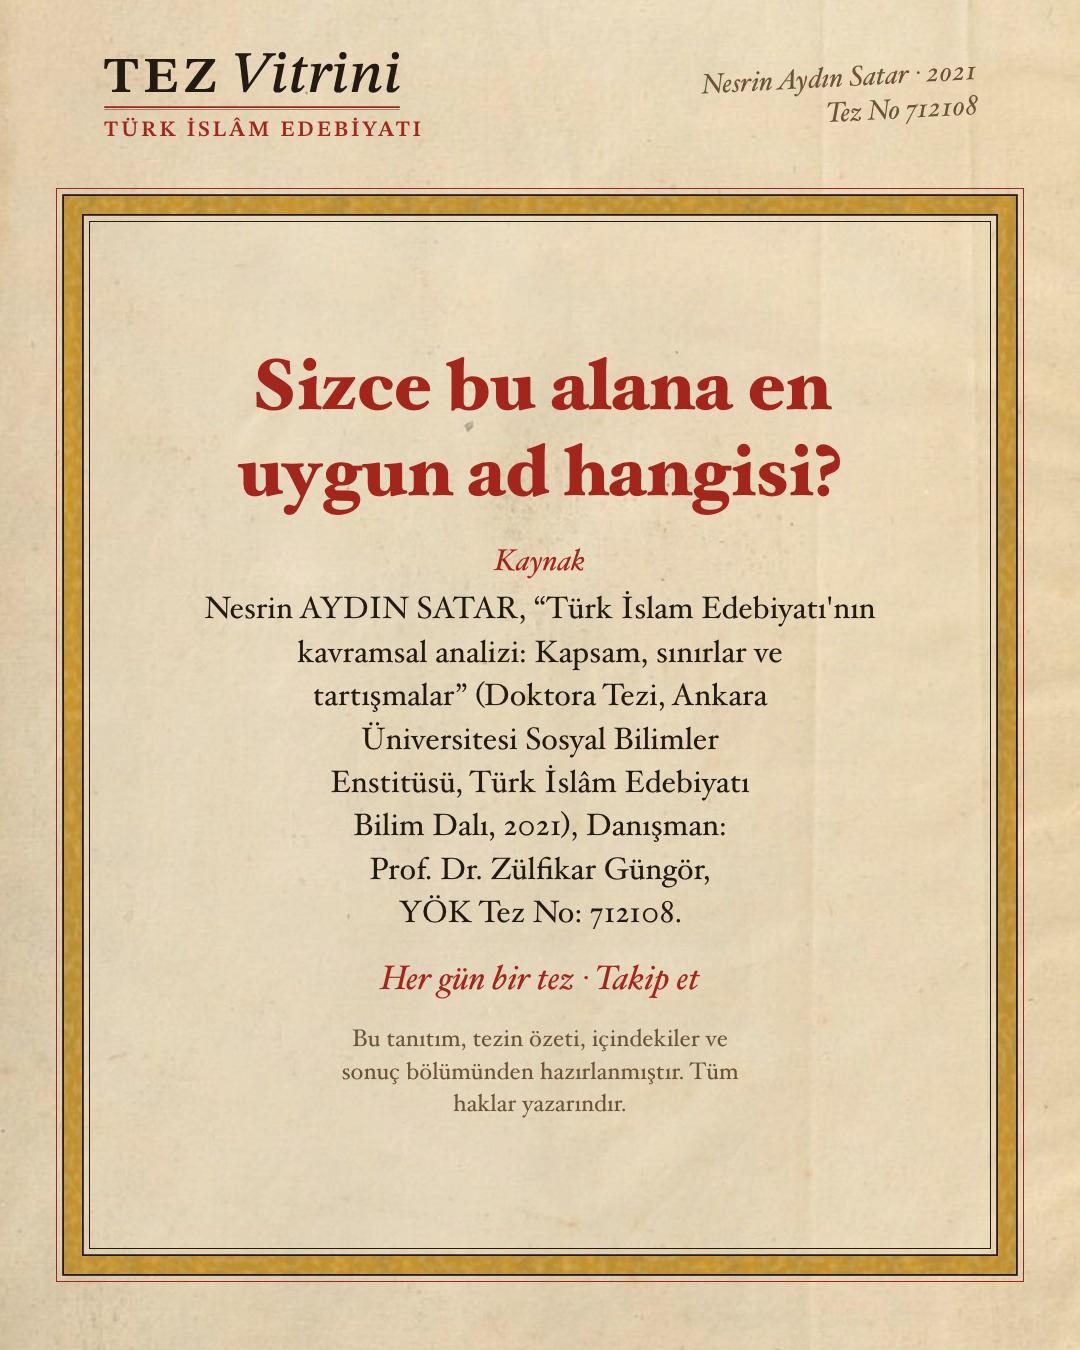 TEZ Vitrini
TÜRK İSLÂM EDEBİYATI
Nesrin Aydın Satar · 2021
Tez No 712108
Sizce bu alana en
uygun ad hangisi?
Kaynak
Nesrin AYDIN SATAR, “Türk İslam Edebiyatı'nın
kavramsal analizi: Kapsam, sınırlar ve
tartışmalar” (Doktora Tezi, Ankara
Üniversitesi Sosyal Bilimler
Enstitüsü, Türk İslâm Edebiyatı
Bilim Dalı, 2021), Danışman:
Prof. Dr. Zülfikar Güngör,
YÖK Tez No: 712108.
Her gün bir tez · Takip et
Bu tanıtım, tezin özeti, içindekiler ve
sonuç bölümünden hazırlanmıştır. Tüm
haklar yazarındır.